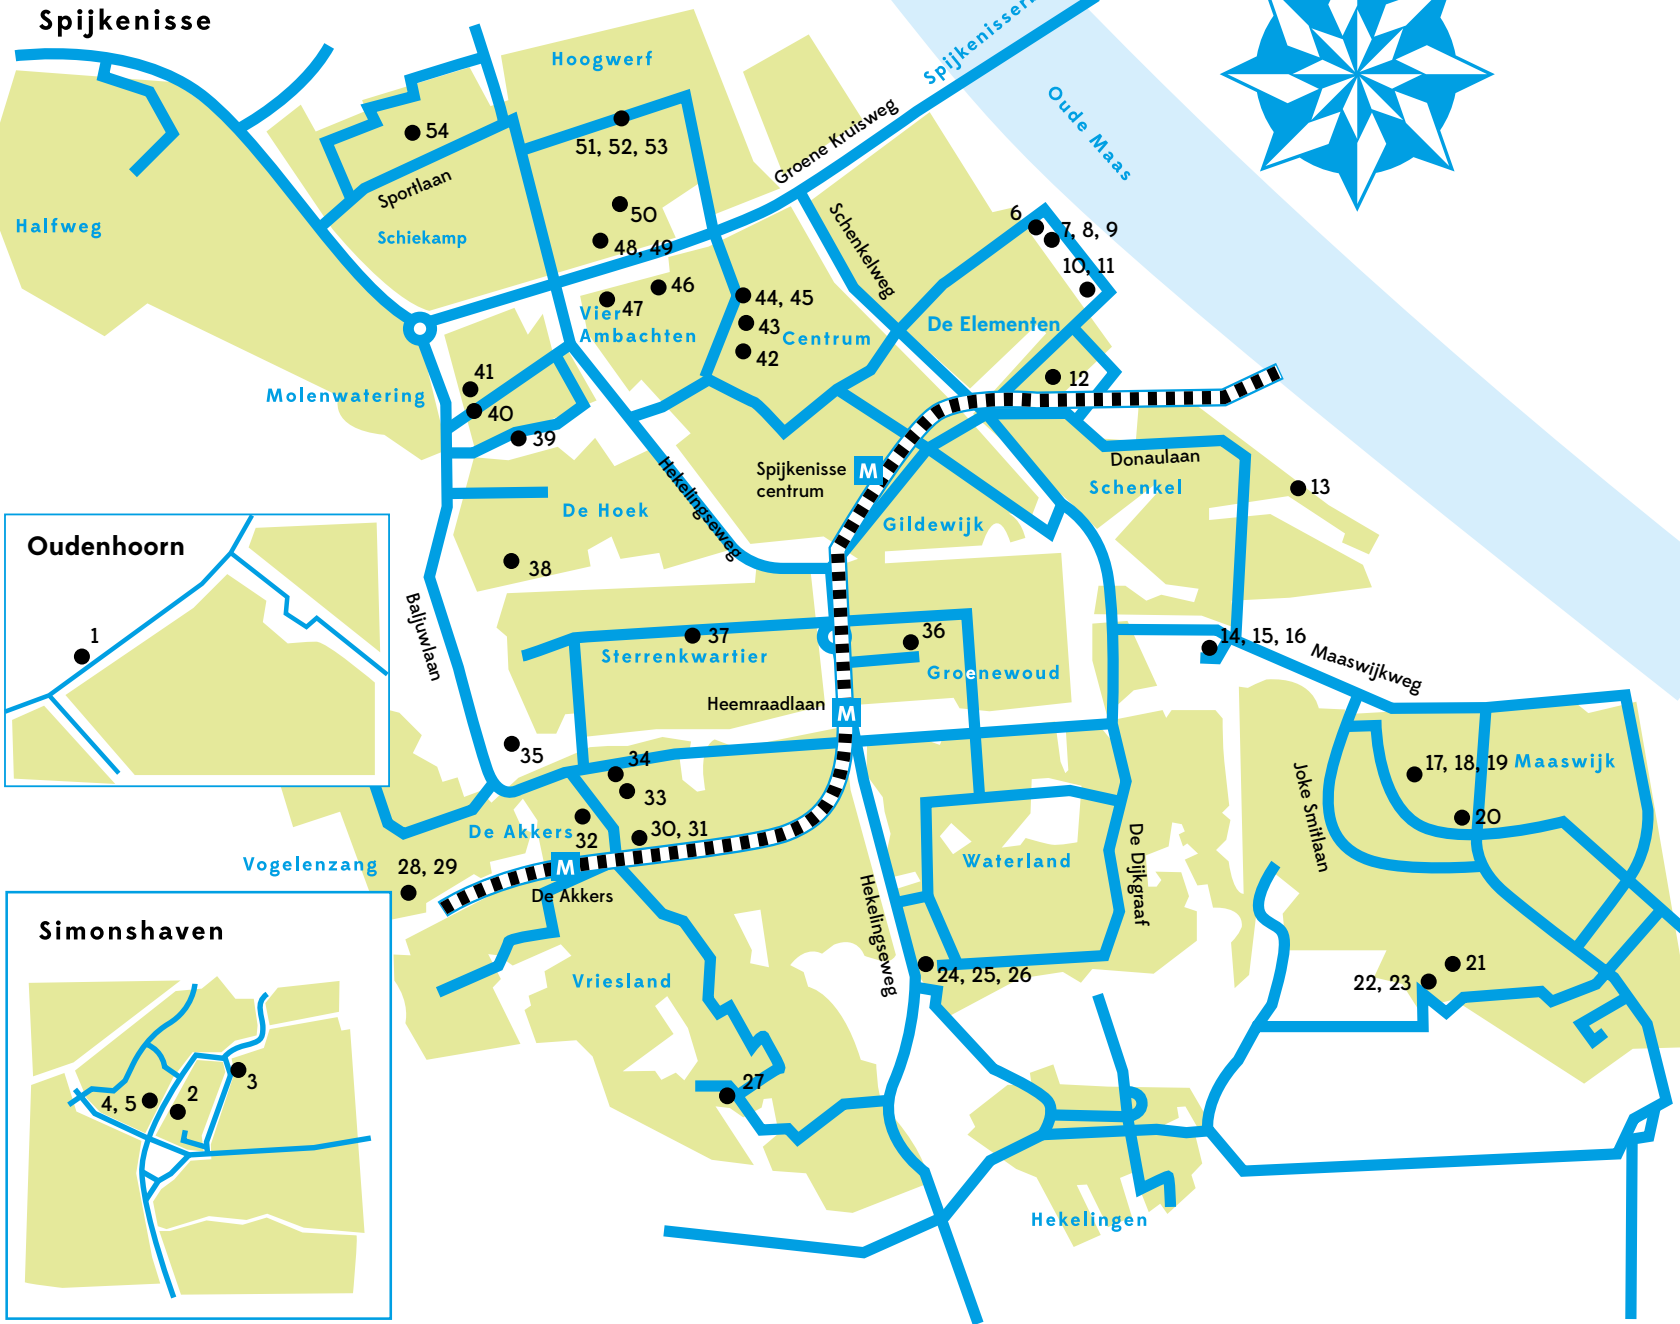 Spijkenisse
Hoogwerf
Oude Maas
Groene Kruisweg
54
51, 52, 53
Sportlaan
Halfweg
Schiekamp
50
48, 49
Schenkelweg
6
7, 8, 9
10, 11
46
47
Vier
Ambachten
44, 45
43
42
Centrum
De Elementen
12
Molenwatering
41
40
39
De Hoek
Hekelingseweg
Spijkenisse
centrum
M
Donaulaan
Schenkel
13
Gildewijk
38
Oudenhoorn
1
Baljuwlaan
37
Sterrenkwartier
36
Groenewoud
14, 15, 16
Maaswijkweg
Heemraadlaan
M
35
34
33
32
30, 31
De Akkers
M
De Akkers
Vogelenzang
28, 29
Joke Smitlaan
17, 18, 19
Maaswijk
20
De Dijkgraaf
Waterland
Hekelingseweg
24, 25, 26
21
22, 23
Vriesland
27
Simonshaven
4, 5
2
3
Hekelingen